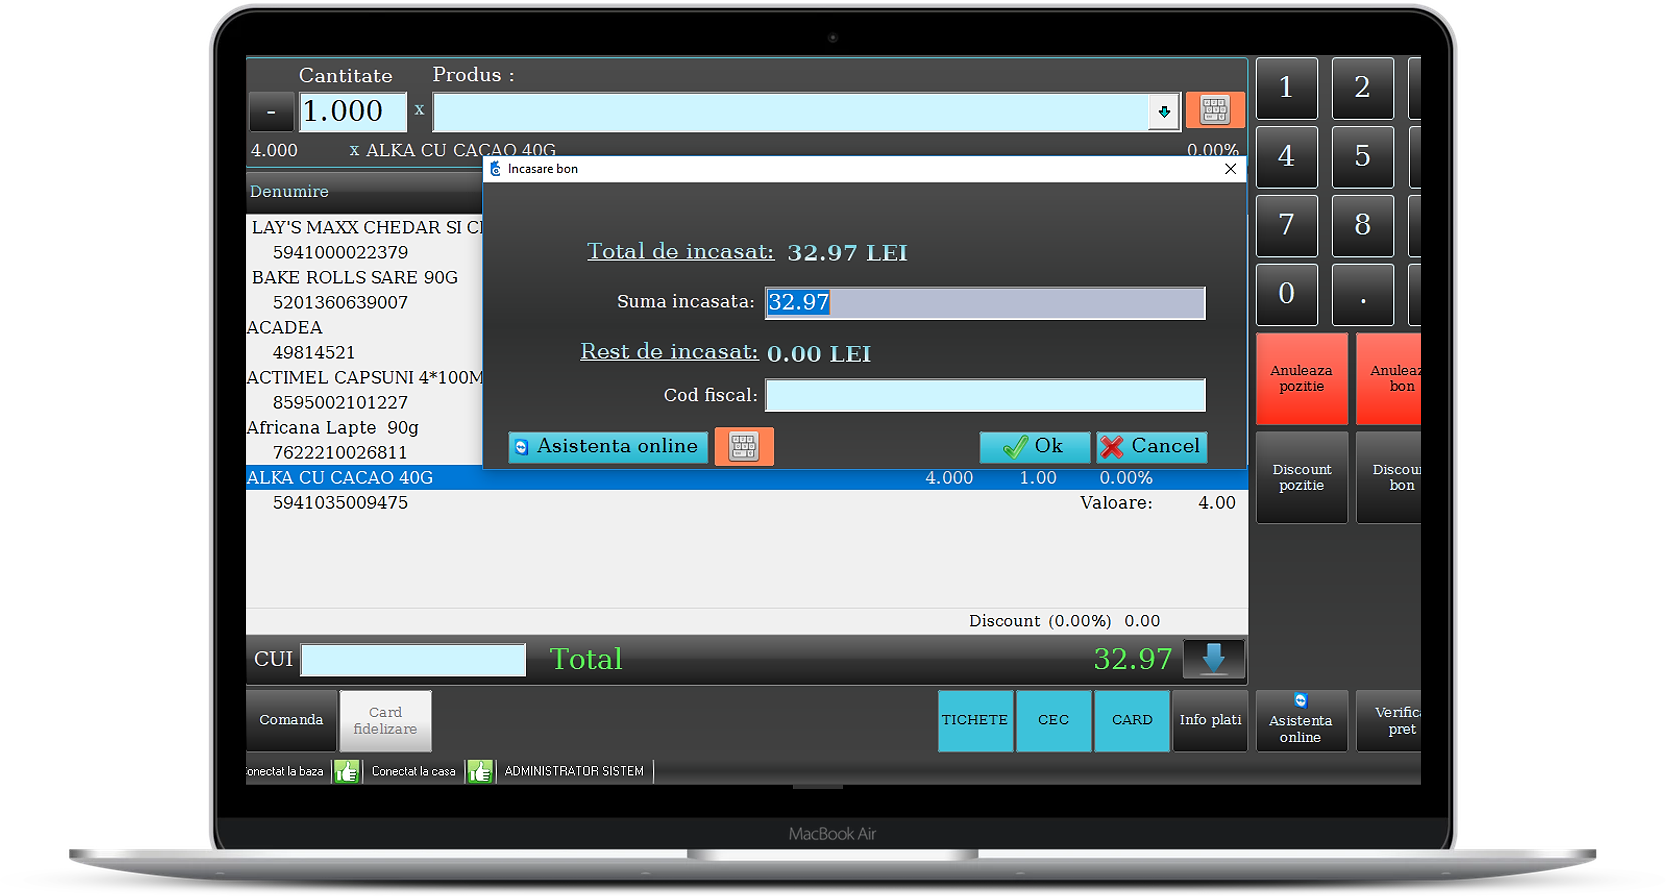 Cantitate Produs :
- 1.000 x
4.000 x ALKA CU CACAO 40G 0.00%
Incasare bon
Denumire
LAY'S MAXX CHEDAR SI
5941000022379
BAKE ROLLS SARE 90G
5201360639007
ACADEA
49814521
ACTIMEL CAPSUNI 4*100M
8595002101227
Africana Lapte 90g
7622210026811
ALKA CU CACAO 40G 4.000 1.00 0.00%
5941035009475 Valoare: 4.00
Total de incasat: 32.97 LEI
Suma incasata: 32.97
Rest de incasat: 0.00 LEI
Cod fiscal:
Asistenta online Ok Cancel
Discount (0.00%) 0.00
CUI Total 32.97
Comanda
Card
fidelizare
TICHETE CEC CARD Info plati
Asistenta
online
Verifica
pret
1 2
4 5
7 8
0 .
Anuleaza
pozitie
Anuleaz
bon
Discount
pozitie
Discou
bon
onectat la baza Conectat la casa ADMINISTRATOR SISTEM
MacBook Air